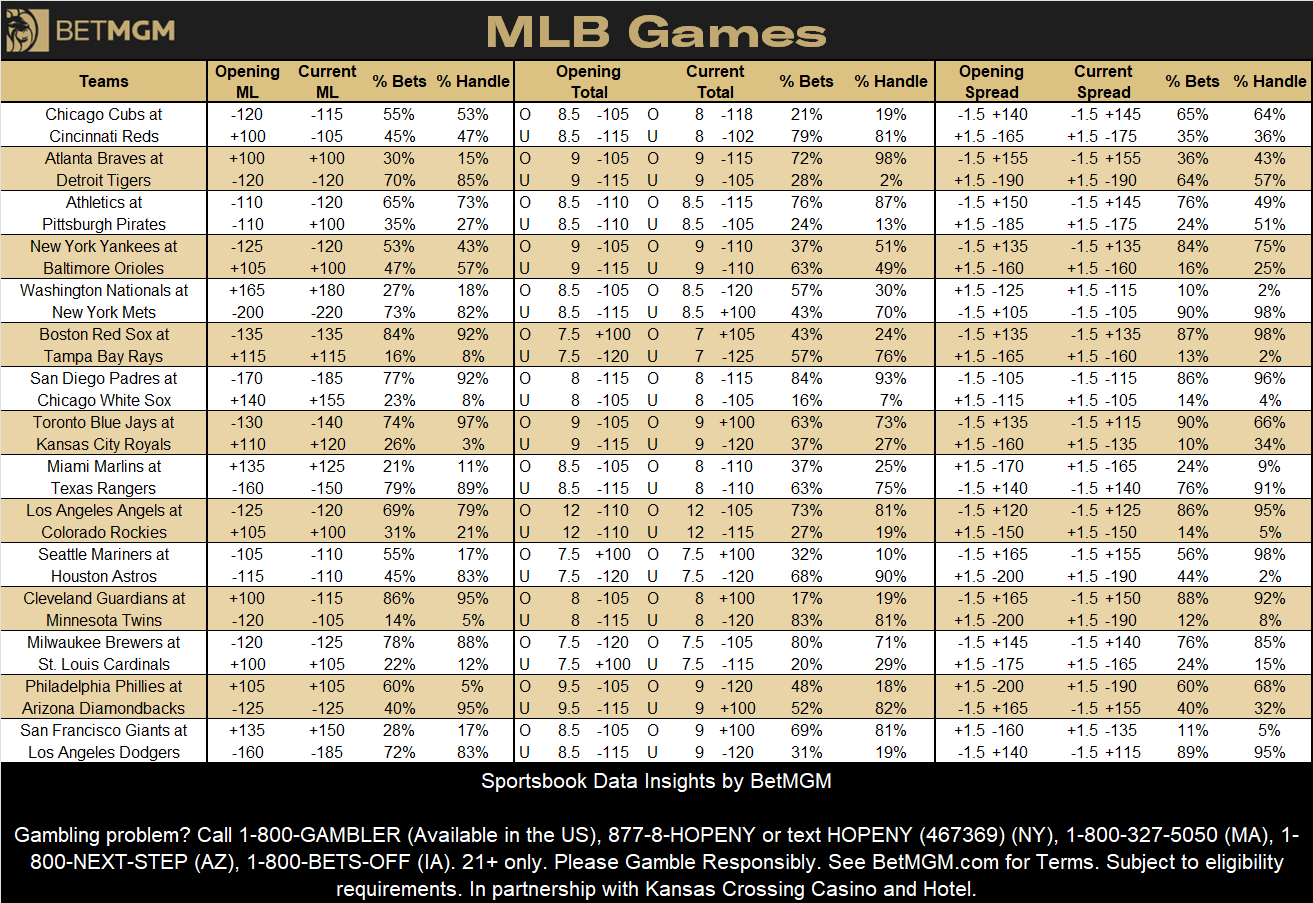 BETMGM MLB Games
Teams Opening ML Current ML % Bets % Handle Opening Total Current Total % Bets % Handle Opening Spread Current Spread % Bets % Handle
Chicago Cubs at -120 -115 55% 53% O 8.5 -105 O 8 -118 21% 19% -1.5 +140 -1.5 +145 65% 64%
Cincinnati Reds +100 -105 45% 47% U 8.5 -115 U 8 -102 79% 81% +1.5 -165 +1.5 -175 35% 36%
Atlanta Braves at +100 +100 30% 15% O 9 -105 O 9 -115 72% 98% -1.5 +155 -1.5 +155 36% 43%
Detroit Tigers -120 -120 70% 85% U 9 -115 U 9 -105 28% 2% +1.5 -190 +1.5 -190 64% 57%
Athletics at -110 -120 65% 73% O 8.5 -110 O 8.5 -115 76% 87% -1.5 +150 -1.5 +145 76% 49%
Pittsburgh Pirates -110 +100 35% 27% U 8.5 -110 U 8.5 -105 24% 13% +1.5 -185 +1.5 -175 24% 51%
New York Yankees at -125 -120 53% 43% O 9 -105 O 9 -110 37% 51% -1.5 +135 -1.5 +135 84% 75%
Baltimore Orioles +105 +100 47% 57% U 9 -115 U 9 -110 63% 49% +1.5 -160 +1.5 -160 16% 25%
Washington Nationals at +165 +180 27% 18% O 8.5 -105 O 8.5 -120 57% 30% +1.5 -125 +1.5 -115 10% 2%
New York Mets -200 -220 73% 82% U 8.5 -115 U 8.5 +100 43% 70% -1.5 +105 -1.5 -105 90% 98%
Boston Red Sox at -135 -135 84% 92% O 7.5 +100 O 7 +105 43% 24% -1.5 +135 -1.5 +135 87% 98%
Tampa Bay Rays +115 +115 16% 8% U 7.5 -120 U 7 -125 57% 76% +1.5 -165 +1.5 -160 13% 2%
San Diego Padres at -170 -185 77% 92% O 8 -115 O 8 -115 84% 93% -1.5 -105 -1.5 -115 86% 96%
Chicago White Sox +140 +155 23% 8% U 8 -105 U 8 -105 16% 7% +1.5 -115 +1.5 -105 14% 4%
Toronto Blue Jays at -130 -140 74% 97% O 9 -105 O 9 +100 63% 73% -1.5 +135 -1.5 +115 90% 66%
Kansas City Royals +110 +120 26% 3% U 9 -115 U 9 -120 37% 27% +1.5 -160 +1.5 -135 10% 34%
Miami Marlins at +135 +125 21% 11% O 8.5 -105 O 8 -110 37% 25% +1.5 -170 +1.5 -165 24% 9%
Texas Rangers -160 -150 79% 89% U 8.5 -115 U 8 -110 63% 75% -1.5 +140 -1.5 +140 76% 91%
Los Angeles Angels at -125 -120 69% 79% O 12 -110 O 12 -105 73% 81% -1.5 +120 -1.5 +125 86% 95%
Colorado Rockies +105 +100 31% 21% U 12 -110 U 12 -115 27% 19% +1.5 -150 +1.5 -150 14% 5%
Seattle Mariners at -105 -110 55% 17% O 7.5 +100 O 7.5 +100 32% 10% -1.5 +165 -1.5 +155 56% 98%
Houston Astros -115 -110 45% 83% U 7.5 -120 U 7.5 -120 68% 90% +1.5 -200 +1.5 -190 44% 2%
Cleveland Guardians at +100 -115 86% 95% O 8 -105 O 8 +100 17% 19% -1.5 +165 -1.5 +150 88% 92%
Minnesota Twins -120 -105 14% 5% U 8 -115 U 8 -120 83% 81% +1.5 -200 +1.5 -190 12% 8%
Milwaukee Brewers at -120 -125 78% 88% O 7.5 -120 O 7.5 -105 80% 71% -1.5 +145 -1.5 +140 76% 85%
St. Louis Cardinals +100 +105 22% 12% U 7.5 +100 U 7.5 -115 20% 29% +1.5 -175 +1.5 -165 24% 15%
Philadelphia Phillies at +105 +105 60% 5% O 9.5 -105 O 9 -120 48% 18% +1.5 -200 +1.5 -190 60% 68%
Arizona Diamondbacks -125 -125 40% 95% U 9.5 -115 U 9 +100 52% 82% -1.5 +165 -1.5 +155 40% 32%
San Francisco Giants at +135 +150 28% 17% O 8.5 -105 O 9 +100 69% 81% +1.5 -160 +1.5 -135 11% 5%
Los Angeles Dodgers -160 -185 72% 83% U 8.5 -115 U 9 -120 31% 19% -1.5 +140 -1.5 +115 89% 95%
Sportsbook Data Insights by BetMGM
Gambling problem? Call 1-800-GAMBLER (Available in the US), 877-8-HOPENY or text HOPENY (467369) (NY), 1-800-327-5050 (MA), 1-
800-NEXT-STEP (AZ), 1-800-BETS-OFF (IA). 21+ only. Please Gamble Responsibly. See BetMGM.com for Terms. Subject to eligibility
requirements. In partnership with Kansas Crossing Casino and Hotel.